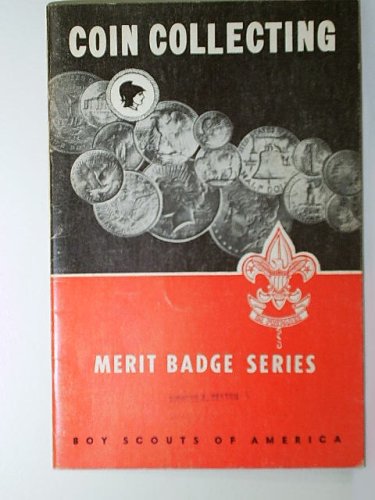 COIN COLLECTING
MERIT BADGE SERIES
BOY SCOUTS OF AMERICA